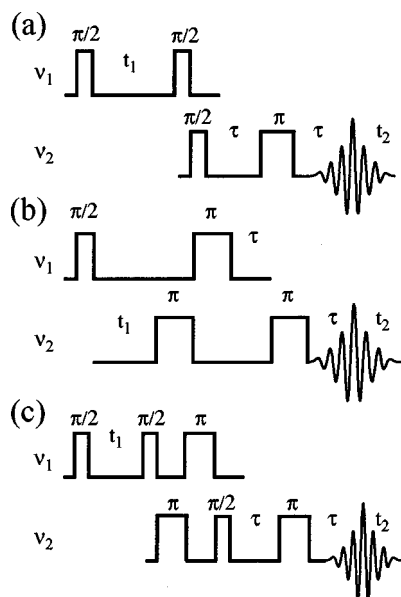 (a)
π/2 t₁ π/2
ν₁
π/2 τ π τ t₂
ν₂
(b)
π/2 π τ
ν₁
t₁ π π τ t₂
ν₂
(c)
π/2 t₁ π/2 π
ν₁
π π/2 τ π τ t₂
ν₂